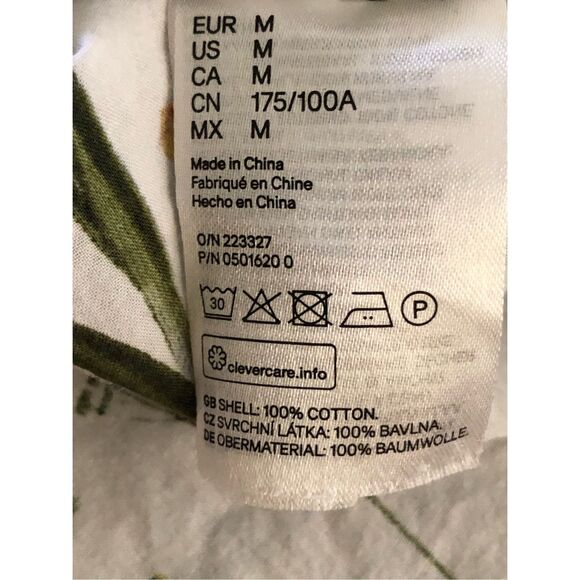 EUR M
US M
CA M
CN 175/100A
MX M
Made in China
Fabriqué en Chine
Hecho en China
O/N 223327
P/N 0501620 0
30 P
clevercare.info
GB SHELL: 100% COTTON.
CZ SVRCHNÍ LÁTKA: 100% BAVLNA.
DE OBERMATERIAL: 100% BAUMWOLLE.